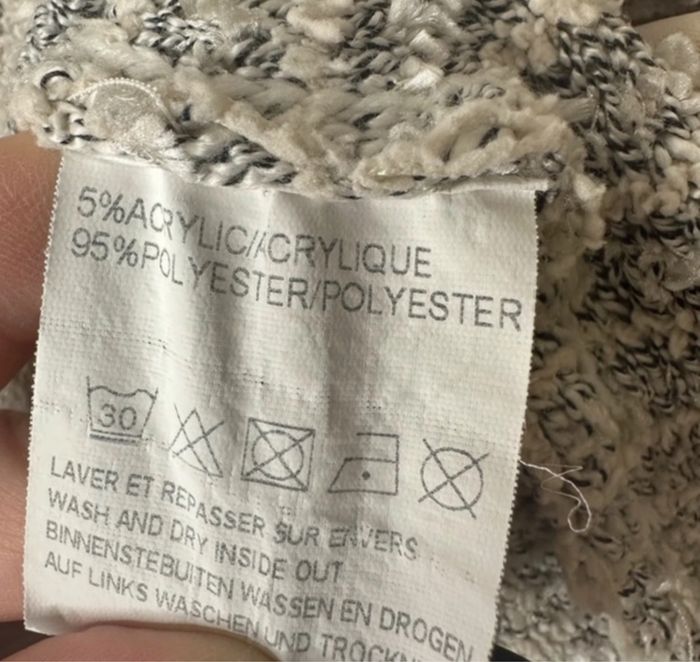 5%ACRYLIC/ACRYLIQUE
95%POLYESTER/POLYESTER
30
LAVER ET REPASSER SUR ENVERS
WASH AND DRY INSIDE OUT
BINNENSTEBUITEN WASSEN EN DROGEN
AUF LINKS WASCHEN UND